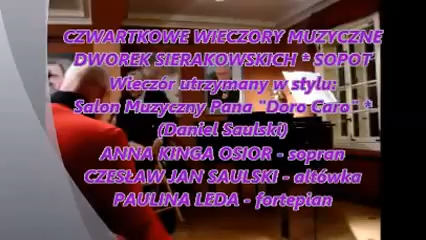 CZWARTKOWE WIECZORY MUZYCZNE
DWOREK SIERAKOWSKICH * SOPOT
Wieczór utrzymany w stylu:
Salon Muzyczny Pana "Doro Caro" *
(Daniel Saulski)
ANNA KINGA OSIOR - sopran
CZESŁAW JAN SAULSKI - altówka
PAULINA LEDA - fortepian